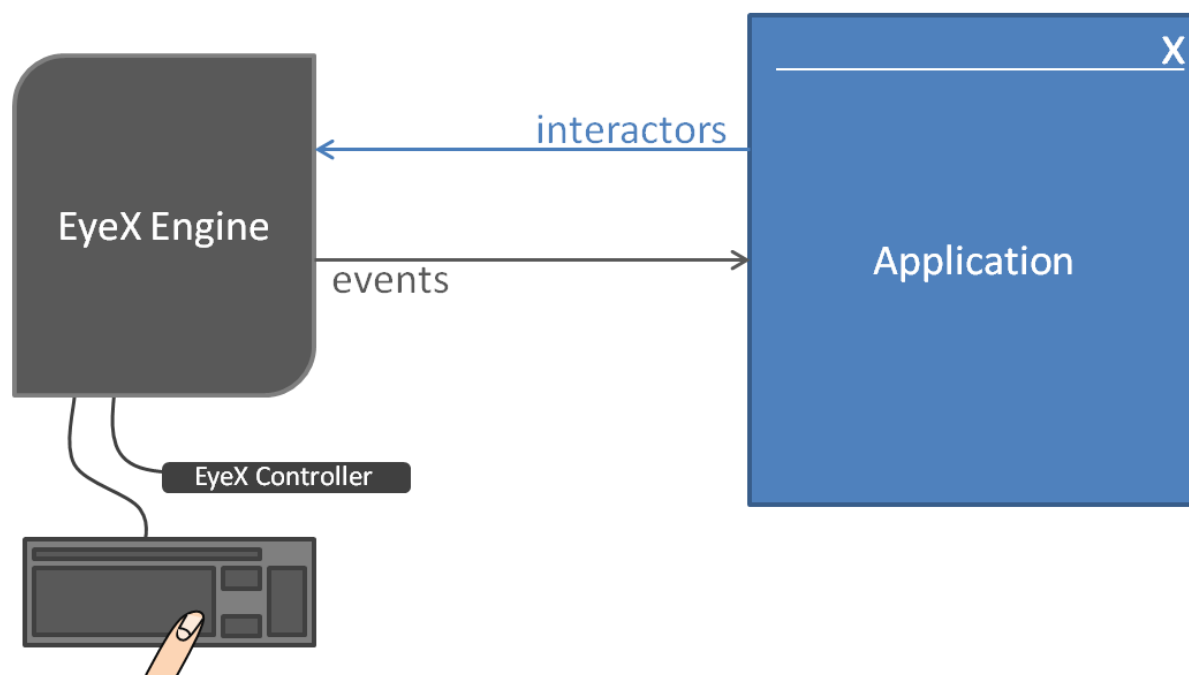 X
interactors
EyeX Engine
Application
events
EyeX Controller